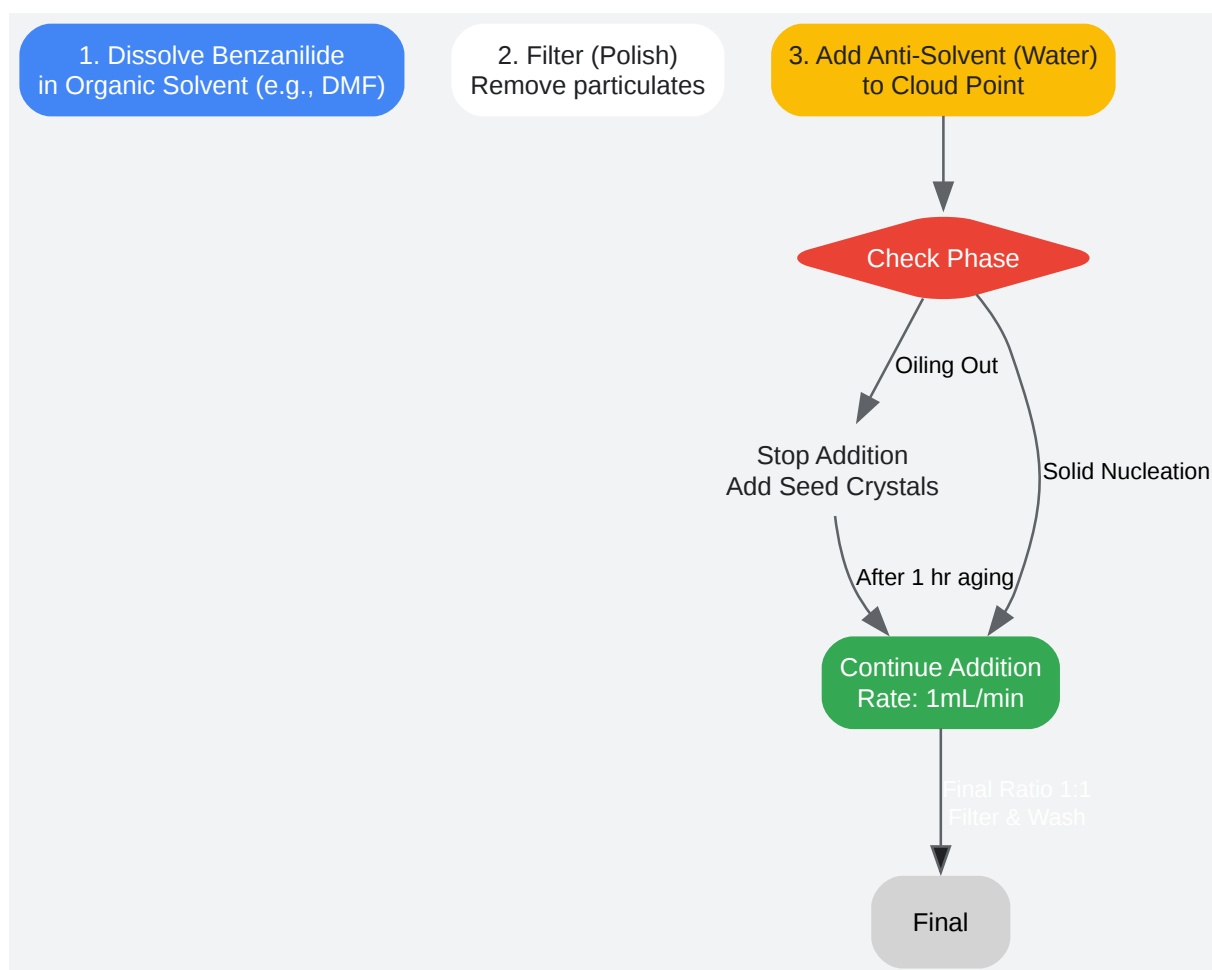 1. Dissolve Benzanilide
in Organic Solvent (e.g., DMF)
2. Filter (Polish)
Remove particulates
3. Add Anti-Solvent (Water)
to Cloud Point
Check Phase
Oiling Out
Stop Addition
Add Seed Crystals
Solid Nucleation
After 1 hr aging
Continue Addition
Rate: 1mL/min
Final Ratio 1:1
Filter & Wash
Final